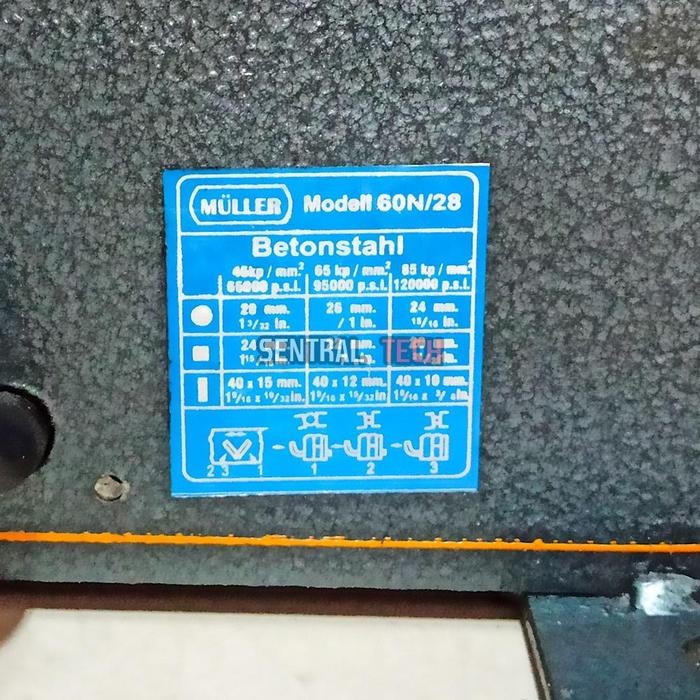 MÜLLER Modell 60N/28
Betonstahl
45kp / mm.² 65 kp / mm.² 85 kp / mm.²
65000 p.s.i. 95000 p.s.i. 120000 p.s.i.
28 mm. 26 mm. 24 mm.
1 3/32 in. / 1 in. 15/16 in.
SENTRAL TECH
24
40 x 15 mm. 40 x 12 mm. 40 x 10 mm.
1 9/16 x 19/32 in 1 9/16 x 15/32 in 1 9/16 x in.
2 3 1 1 2 3